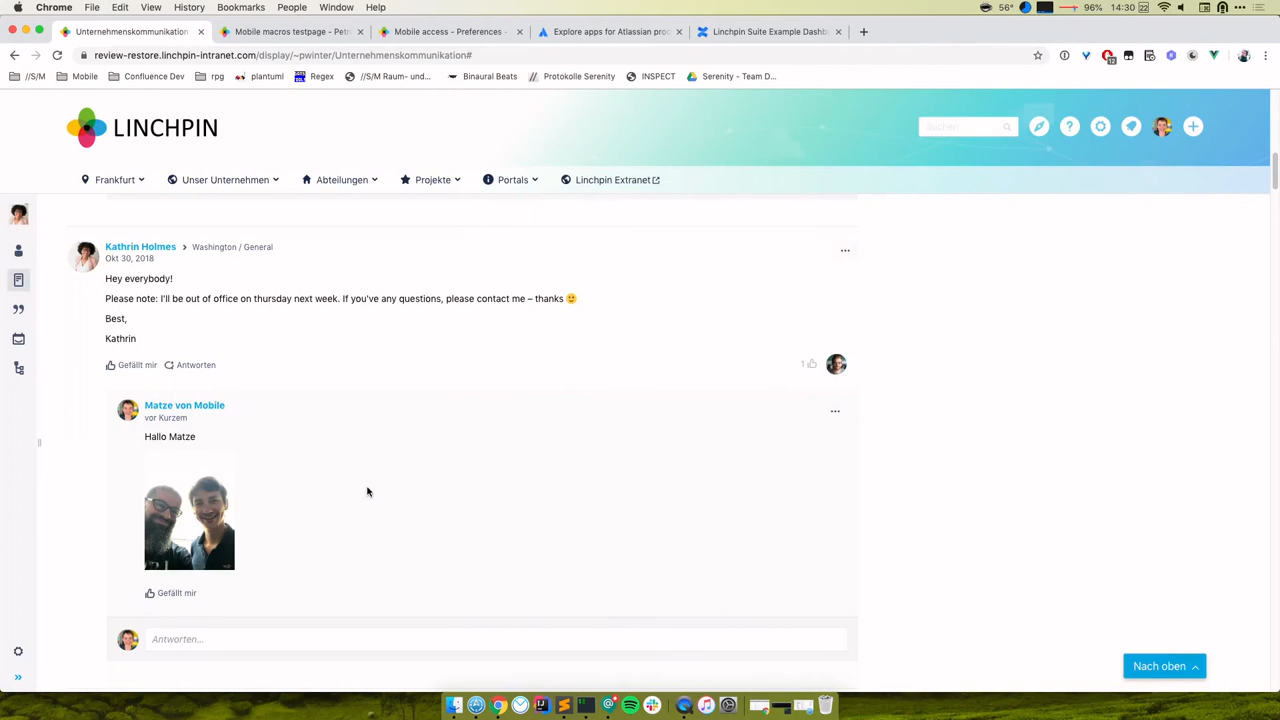 Chrome File Edit View History Bookmarks People Window Help 56° 96% 14:30
Unternehmenskommunikation Mobile macros testpage - Petr Mobile access - Preferences - Explore apps for Atlassian proc Linchpin Suite Example Dashb
review-restore.linchpin-intranet.com/display/~pwinter/Unternehmenskommunikation#
//S/M Mobile Confluence Dev rpg plantuml Regex //S/M Raum- und... Binaural Beats Protokolle Serenity INSPECT Serenity - Team D...
LINCHPIN
Suchen
Frankfurt Unser Unternehmen Abteilungen Projekte Portals Linchpin Extranet
Kathrin Holmes > Washington / General
Okt 30, 2018
Hey everybody!
Please note: I'll be out of office on thursday next week. If you've any questions, please contact me – thanks 🙂
Best,
Kathrin
Gefällt mir Antworten 1
Matze von Mobile
vor Kurzem
Hallo Matze
Gefällt mir
Antworten...
Nach oben